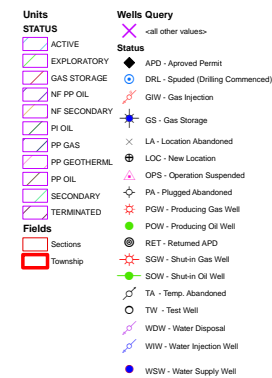 Units
STATUS
ACTIVE
EXPLORATORY
GAS STORAGE
NF PP OIL
NF SECONDARY
PI OIL
PP GAS
PP GEOTHERML
PP OIL
SECONDARY
TERMINATED
Fields
Sections
Township
Wells Query
<all other values>
Status
APD - Aproved Permit
DRL - Spuded (Drilling Commenced)
GIW - Gas Injection
GS - Gas Storage
LA - Location Abandoned
LOC - New Location
OPS - Operation Suspended
PA - Plugged Abandoned
PGW - Producing Gas Well
POW - Producing Oil Well
RET - Returned APD
SGW - Shut-in Gas Well
SOW - Shut-in Oil Well
TA - Temp. Abandoned
TW - Test Well
WDW - Water Disposal
WIW - Water Injection Well
WSW - Water Supply Well